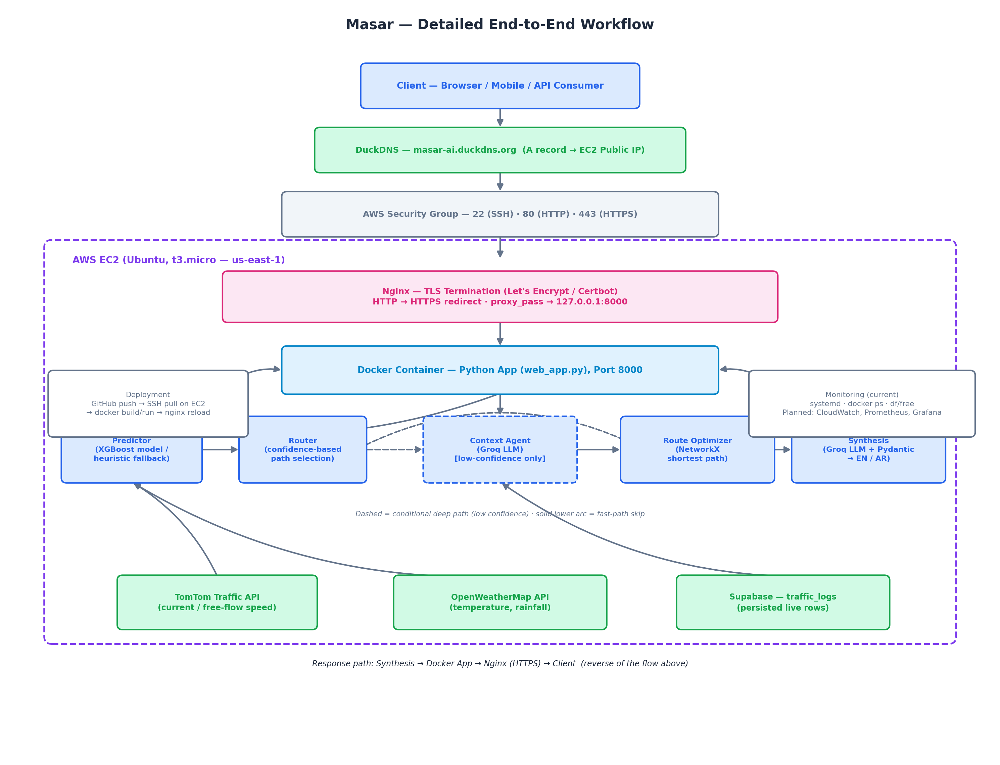 Masar — Detailed End-to-End Workflow
Client — Browser / Mobile / API Consumer
DuckDNS — masar-ai.duckdns.org (A record → EC2 Public IP)
AWS Security Group — 22 (SSH) · 80 (HTTP) · 443 (HTTPS)
AWS EC2 (Ubuntu, t3.micro — us-east-1)
Nginx — TLS Termination (Let's Encrypt / Certbot)
HTTP → HTTPS redirect · proxy_pass → 127.0.0.1:8000
Docker Container — Python App (web_app.py), Port 8000
Deployment
GitHub push → SSH pull on EC2
→ docker build/run → nginx reload
Monitoring (current)
systemd · docker ps · df/free
Planned: CloudWatch, Prometheus, Grafana
Predictor
(XGBoost model /
heuristic fallback)
Router
(confidence-based
path selection)
Context Agent
(Groq LLM)
[low-confidence only]
Route Optimizer
(NetworkX
shortest path)
Synthesis
(Groq LLM + Pydantic
→ EN / AR)
Dashed = conditional deep path (low confidence) · solid lower arc = fast-path skip
TomTom Traffic API
(current / free-flow speed)
OpenWeatherMap API
(temperature, rainfall)
Supabase — traffic_logs
(persisted live rows)
Response path: Synthesis → Docker App → Nginx (HTTPS) → Client (reverse of the flow above)